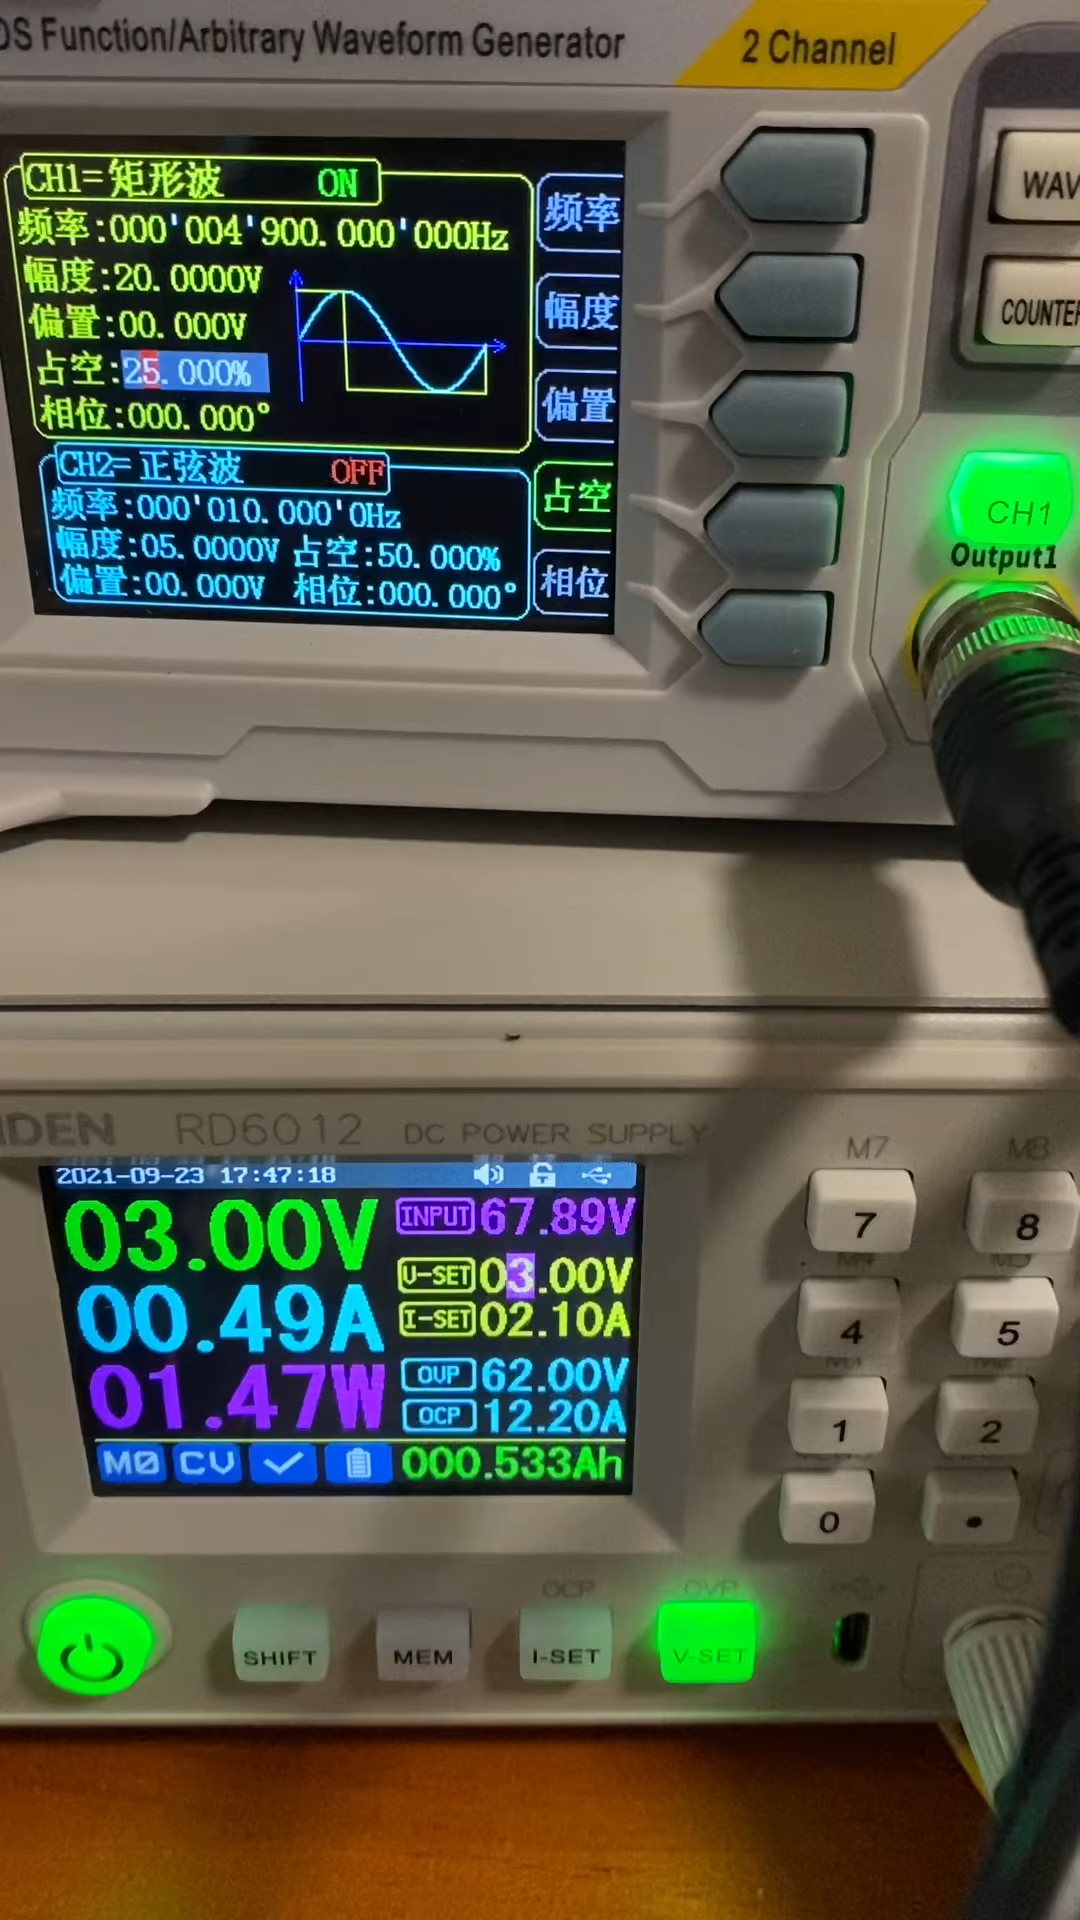 DS Function/Arbitrary Waveform Generator
2 Channel
CH1=矩形波 ON
频率:000'004'900.000'000Hz
幅度:20.0000V
偏置:00.000V
占空:25.000%
相位:000.000°
频率
幅度
偏置
占空
相位
CH2=正弦波 OFF
频率:000'010.000'0Hz
幅度:05.0000V 占空:50.000%
偏置:00.000V 相位:000.000°
WAV
COUNTER
CH1
Output1
IDEN RD6012 DC POWER SUPPLY
2021-09-23 17:47:18
03.00V
00.49A
01.47W
INPUT 67.89V
V-SET 03.00V
I-SET 02.10A
OVP 62.00V
OCP 12.20A
M0 CV 000.533Ah
M7 M8
7 8
M4 M5
4 5
M1 M2
1 2
0 .
OCP OVP
SHIFT MEM I-SET V-SET